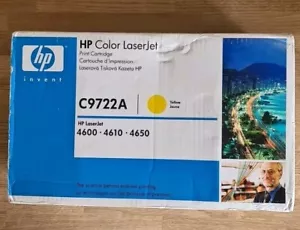 hp
invent
HP Color LaserJet
Print Cartridge
Cartouche d'impression
Laserová Tisková Kaseta HP
C9722A
Yellow
Jaune
HP LaserJet
4600 · 4610 · 4650